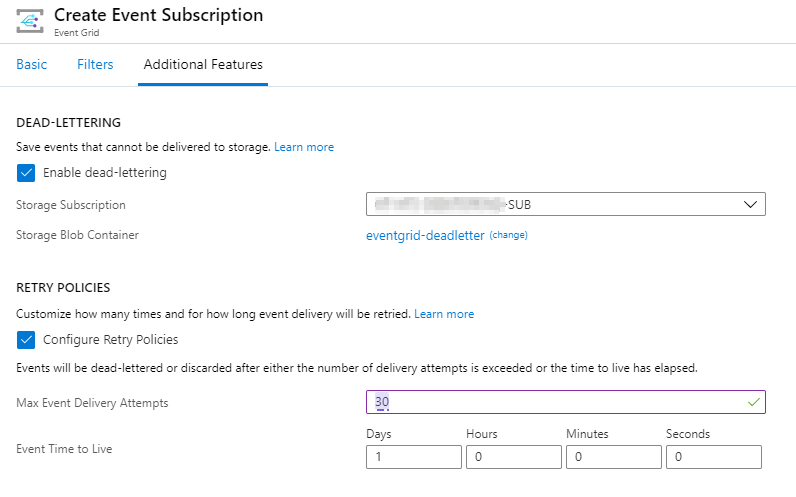 Create Event Subscription
Event Grid
Basic Filters Additional Features
DEAD-LETTERING
Save events that cannot be delivered to storage. Learn more
Enable dead-lettering
Storage Subscription -SUB
Storage Blob Container eventgrid-deadletter (change)
RETRY POLICIES
Customize how many times and for how long event delivery will be retried. Learn more
Configure Retry Policies
Events will be dead-lettered or discarded after either the number of delivery attempts is exceeded or the time to live has elapsed.
Max Event Delivery Attempts 30
Days Hours Minutes Seconds
Event Time to Live 1 0 0 0